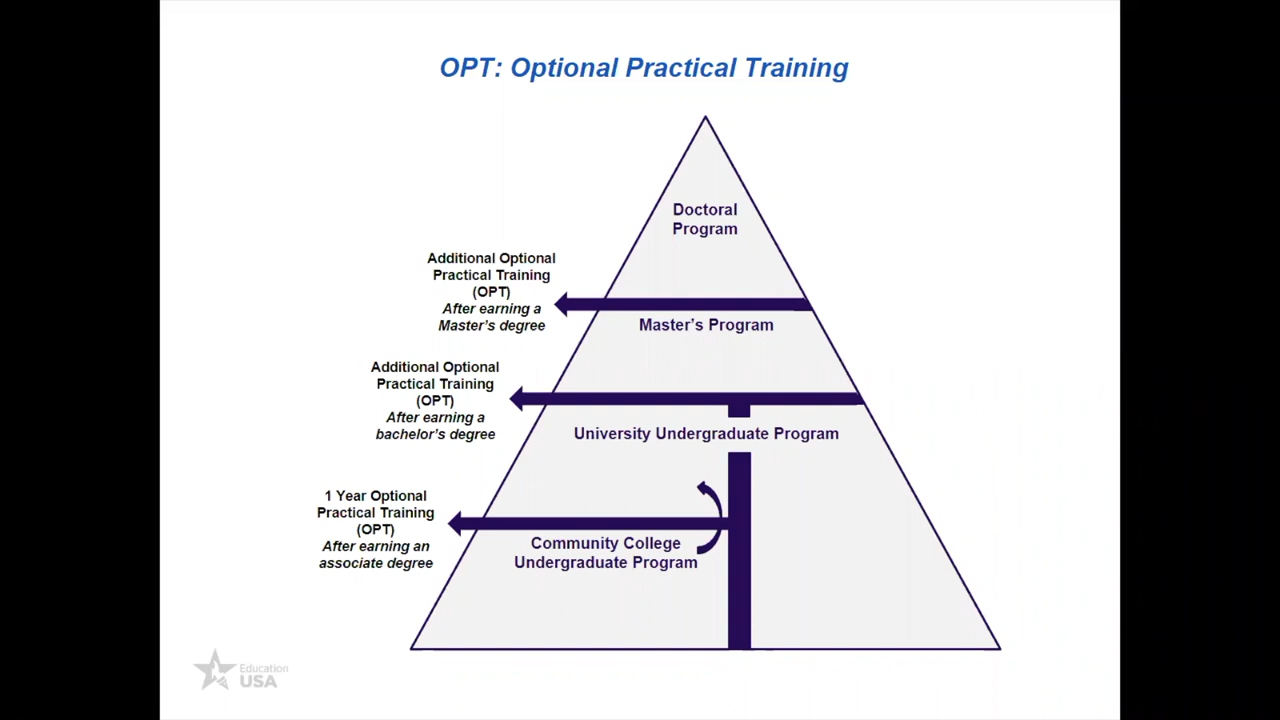 OPT: Optional Practical Training
Doctoral
Program
Additional Optional
Practical Training
(OPT)
After earning a
Master's degree
Master's Program
Additional Optional
Practical Training
(OPT)
After earning a
bachelor's degree
University Undergraduate Program
1 Year Optional
Practical Training
(OPT)
After earning an
associate degree
Community College
Undergraduate Program
Education
USA